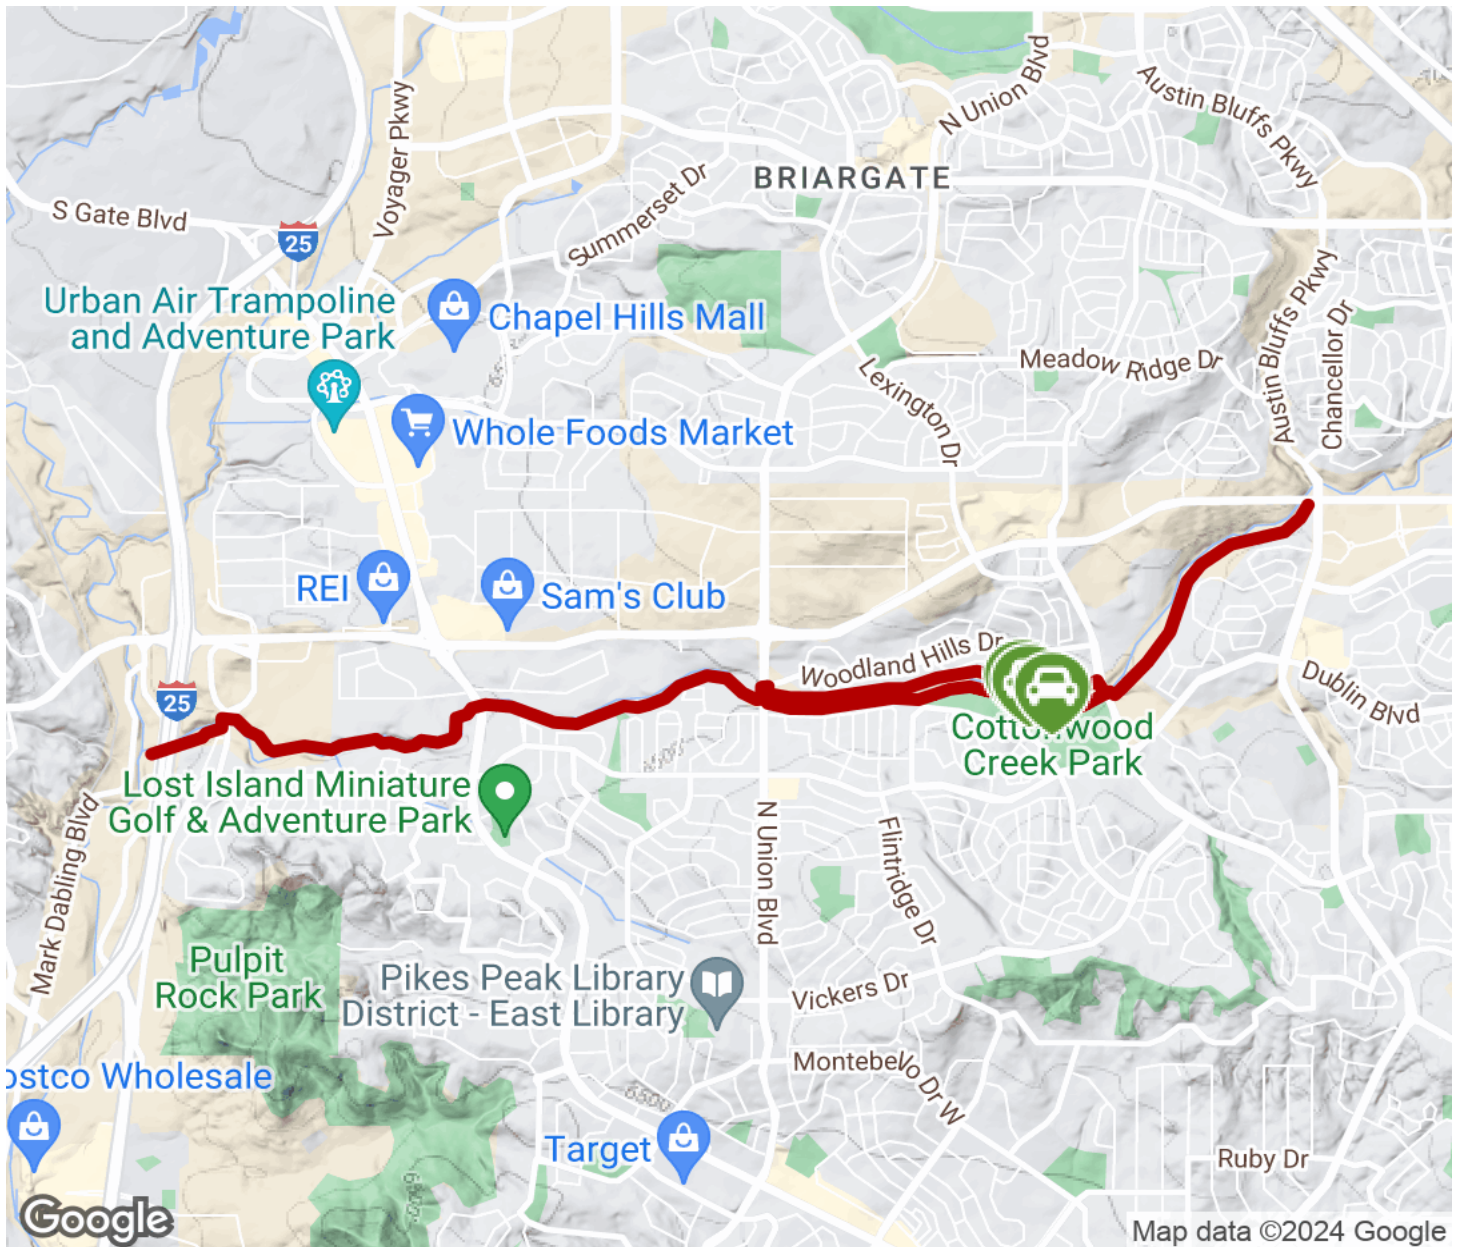 N Union Blvd
Austin Bluffs Pkwy
Voyager Pkwy
BRIARGATE
Summerset Dr
S Gate Blvd
25
Urban Air Trampoline
and Adventure Park
Chapel Hills Mall
Austin Bluffs Pkwy
Chancellor Dr
Meadow Ridge Dr
Lexington Dr
Whole Foods Market
REI
Sam's Club
Woodland Hills Dr
25
Dublin Blvd
Cottonwood
Creek Park
6500
Lost Island Miniature
Golf & Adventure Park
Mark Dabling Blvd
N Union Blvd
Flintridge Dr
Pulpit
Rock Park
Pikes Peak Library
District - East Library
Vickers Dr
Montebello Dr W
ostco Wholesale
6500
Target
Ruby Dr
Google
Map data ©2024 Google